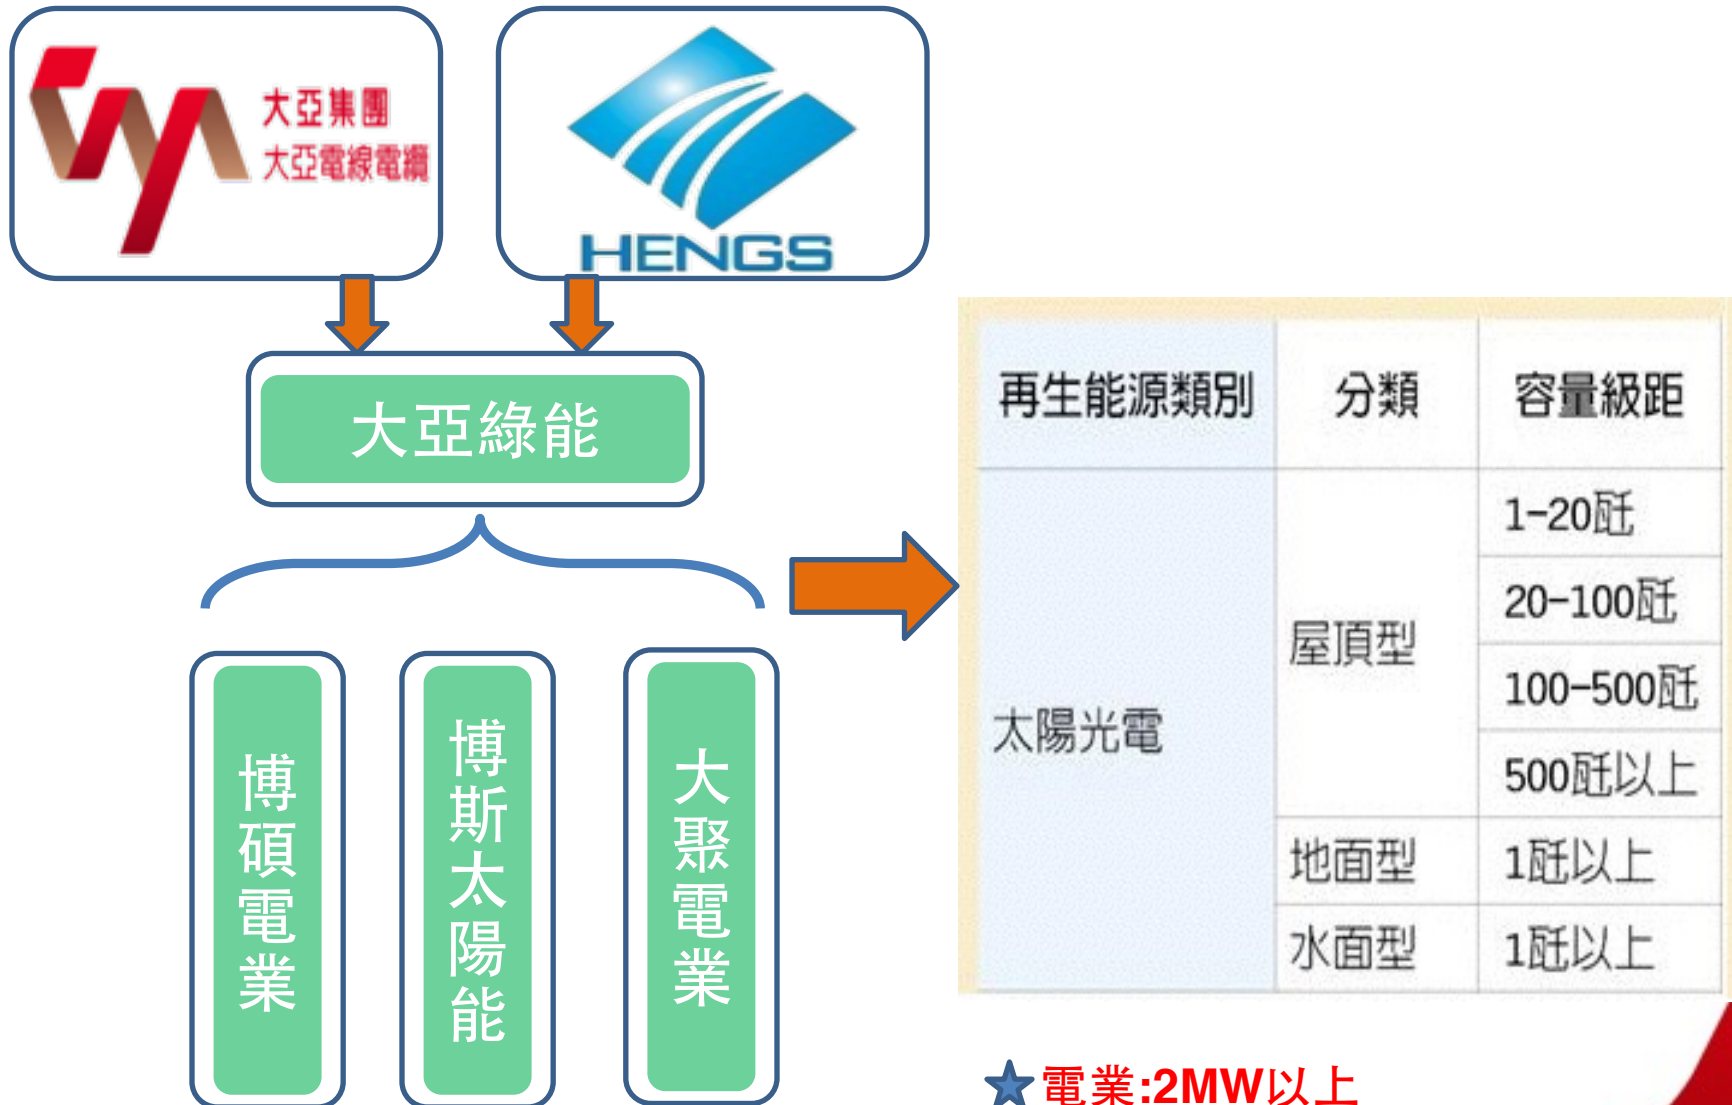 大亞集團
大亞電線電纜
HENGS
大亞綠能
博碩電業
博斯太陽能
大聚電業
再生能源類別 分類 容量級距
太陽光電
屋頂型
1-20瓩
20-100瓩
100-500瓩
500瓩以上
地面型 1瓩以上
水面型 1瓩以上
電業:2MW以上